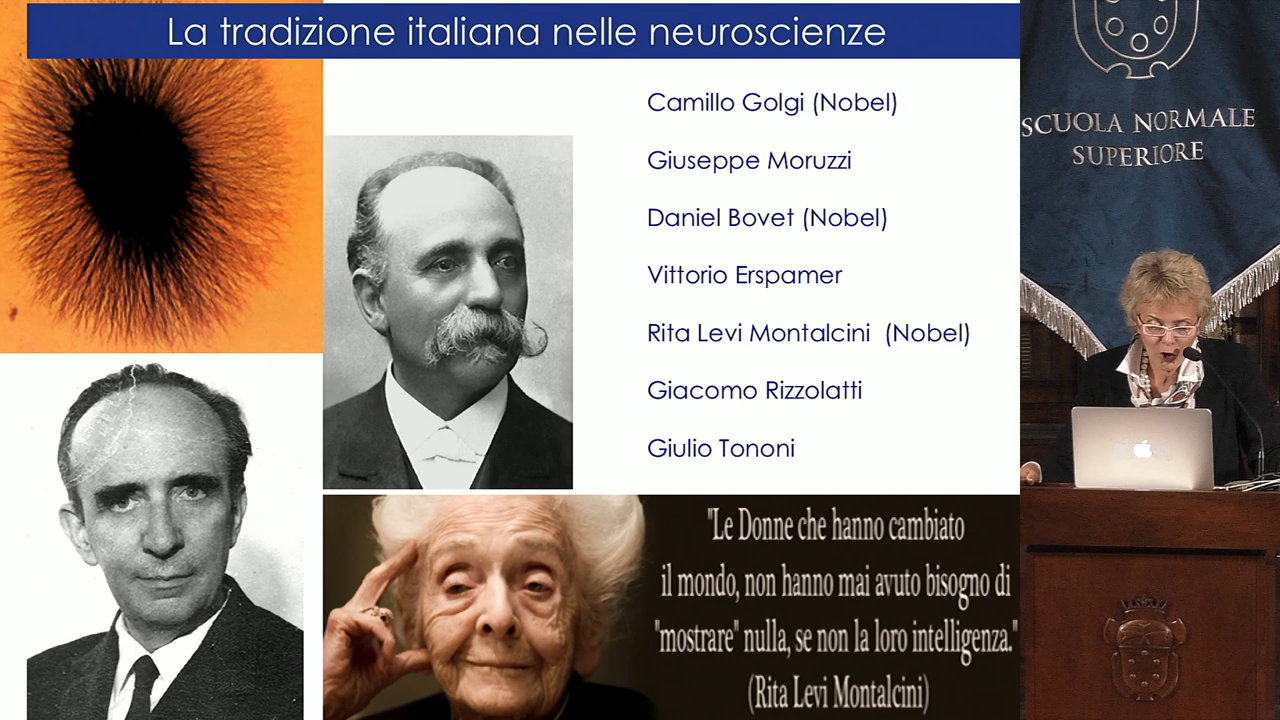 La tradizione italiana nelle neuroscienze
Camillo Golgi (Nobel)
Giuseppe Moruzzi
Daniel Bovet (Nobel)
Vittorio Erspamer
Rita Levi Montalcini (Nobel)
Giacomo Rizzolatti
Giulio Tononi
"Le Donne che hanno cambiato
il mondo, non hanno mai avuto bisogno di
"mostrare" nulla, se non la loro intelligenza."
(Rita Levi Montalcini)
SCUOLA NORMALE
SUPERIORE